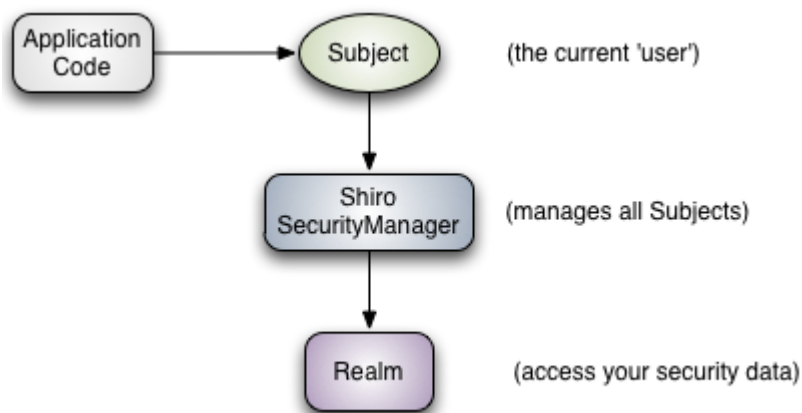 Application
Code
Subject
(the current 'user')
Shiro
SecurityManager
(manages all Subjects)
Realm
(access your security data)